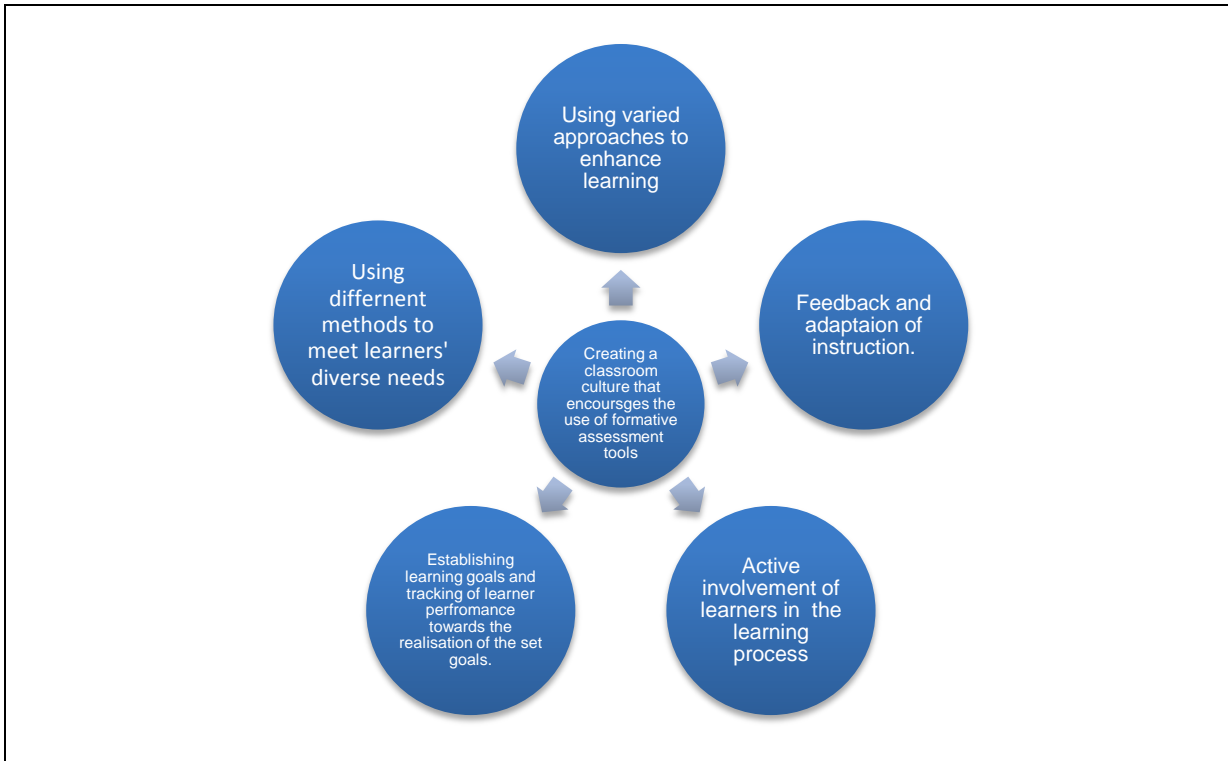 Using varied
approaches to
enhance
learning
Feedback and
adaptaion of
instruction.
Active
involvement of
learners in the
learning
process
Establishing
learning goals and
tracking of learner
perfromance
towards the
realisation of the set
goals.
Using
differnent
methods to
meet learners'
diverse needs
Creating a
classroom
culture that
encoursges the
use of formative
assessment
tools